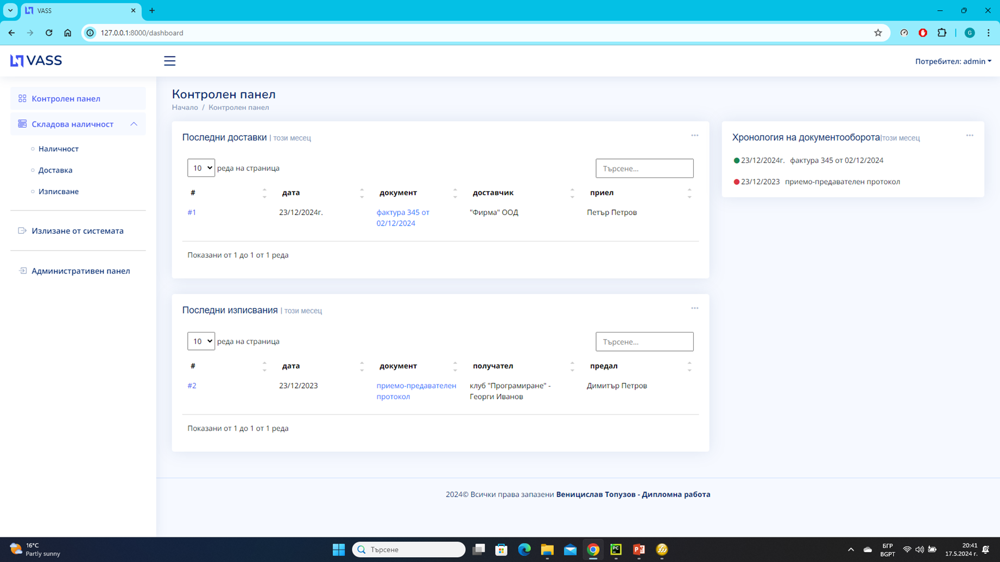 VASS
127.0.0.1:8000/dashboard
G
VASS
Потребител: admin
Контролен панел
Складова наличност
Наличност
Доставка
Изписване
Излизане от системата
Административен панел
Контролен панел
Начало / Контролен панел
Последни доставки | този месец
10 реда на страница
Търсене...
# дата документ доставчик приел
#1 23/12/2024г. фактура 345 от "Фирма" ООД Петър Петров
02/12/2024
Показани от 1 до 1 от 1 реда
Последни изписвания | този месец
10 реда на страница
Търсене...
# дата документ получател предал
#2 23/12/2023 приемо-предавателен клуб "Програмиране" - Димитър Петров
протокол Георги Иванов
Показани от 1 до 1 от 1 реда
Хронология на документооборота|този месец
23/12/2024г. фактура 345 от 02/12/2024
23/12/2023 приемо-предавателен протокол
2024© Всички права запазени Веницислав Топузов - Дипломна работа
16°C
Partly sunny
Търсене
PC
P
БГР
BGPT
20:41
17.5.2024 г.